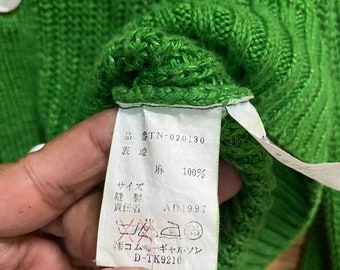 品番TN-020130
表地
麻 100%
サイズ
縫製
責任者 AD1997
㈱コム・ギャルソン
D-TK9210